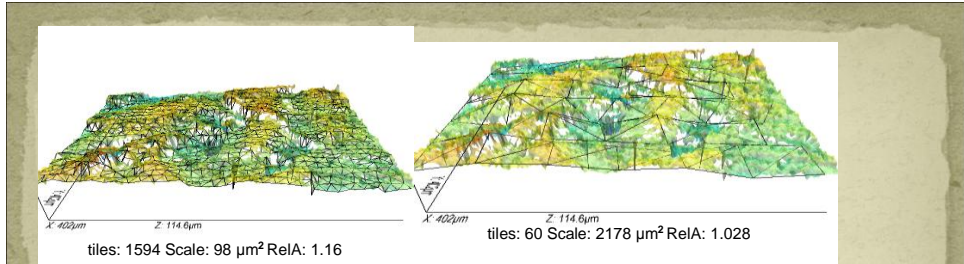 X: 402µm Z: 114.6µm
tiles: 1594 Scale: 98 µm² RelA: 1.16
X: 402µm Z: 114.6µm
tiles: 60 Scale: 2178 µm² RelA: 1.028